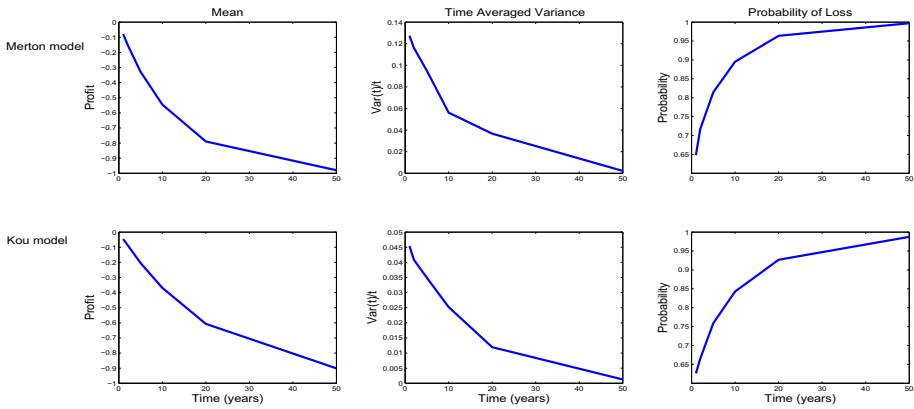 Mean
Time Averaged Variance
Probability of Loss
Merton model
Profit
0
−0.1
−0.2
−0.3
−0.4
−0.5
−0.6
−0.7
−0.8
−0.9
−1
0 10 20 30 40 50
Var(t)/t
0.14
0.12
0.1
0.08
0.06
0.04
0.02
0
0 10 20 30 40 50
Probability
1
0.95
0.9
0.85
0.8
0.75
0.7
0.65
0 10 20 30 40 50
Kou model
Profit
0
−0.1
−0.2
−0.3
−0.4
−0.5
−0.6
−0.7
−0.8
−0.9
−1
0 10 20 30 40 50
Time (years)
Var(t)/t
0.05
0.045
0.04
0.035
0.03
0.025
0.02
0.015
0.01
0.005
0
0 10 20 30 40 50
Time (years)
Probability
1
0.95
0.9
0.85
0.8
0.75
0.7
0.65
0 10 20 30 40 50
Time (years)